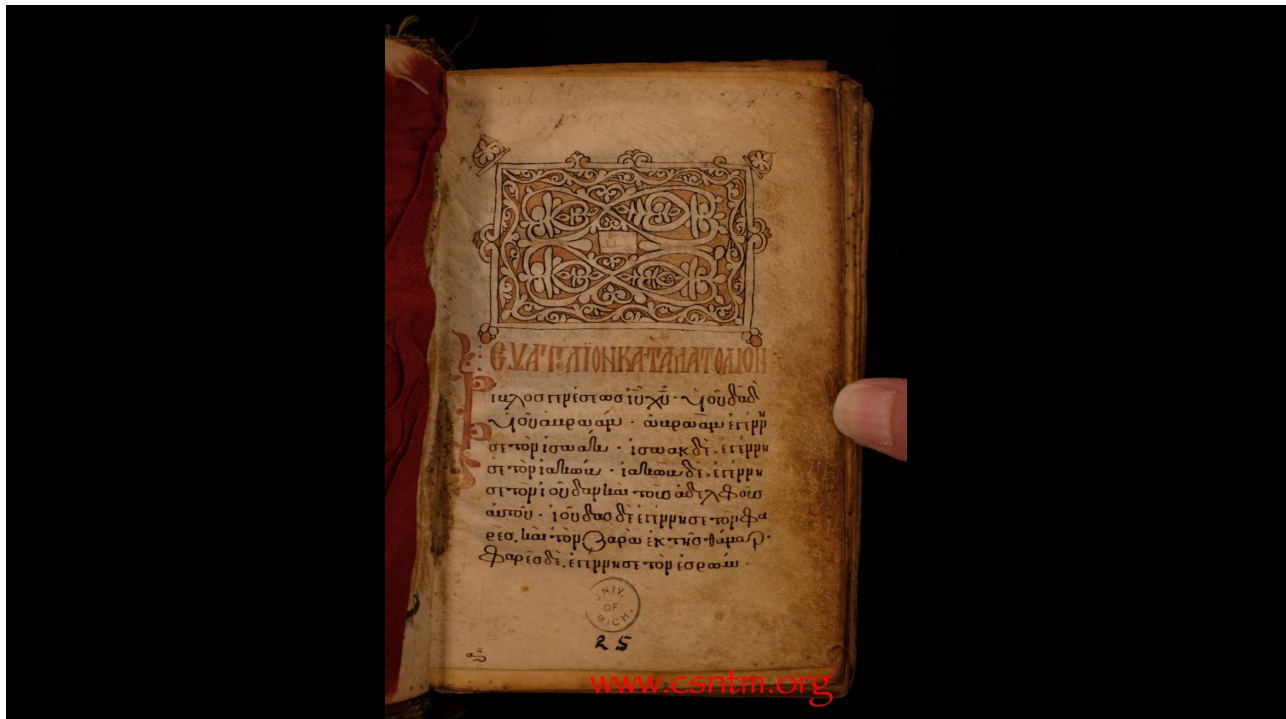 ΕΥΑΓΓΛΙΟΝ ΚΑΤΑ ΜΑΤΘΑΙΟΝ
Βίβλος γενέσεως ιυ χυ · υἱοῦ δαδ
υἱοῦ ἀβραάμ · ἀβραὰμ ἐγέννη
σε τὸν ἰσαάκ · ἰσαὰκ δὲ, ἐγέννη
σε τὸν ἰακώβ · ἰακὼβ δὲ, ἐγέννη
σε τὸν ἰούδαν καὶ τοὺς ἀδελφοὺς
αὐτοῦ · ἰούδας δὲ ἐγέννησε τὸν φα
ρὲς, καὶ τὸν ζαρὰ ἐκ τῆς θάμαρ ·
φαρὲς δὲ, ἐγέννησε τὸν ἐσρώμ ·
UNIV.
OF
MICH.
25
www.csntm.org